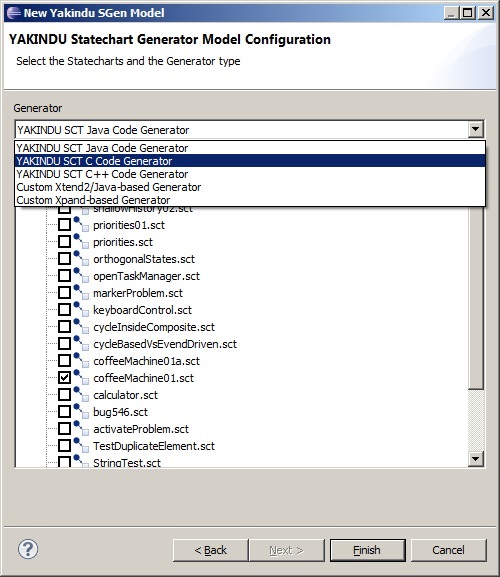 New Yakindu SGen Model
YAKINDU Statechart Generator Model Configuration
Select the Statecharts and the Generator type
Generator
YAKINDU SCT Java Code Generator
YAKINDU SCT Java Code Generator
YAKINDU SCT C Code Generator
YAKINDU SCT C++ Code Generator
Custom Xtend2/Java-based Generator
Custom Xpand-based Generator
shallowHistory02.sct
priorities01.sct
priorities.sct
orthogonalStates.sct
openTaskManager.sct
markerProblem.sct
keyboardControl.sct
cycleInsideComposite.sct
cycleBasedVsEvendDriven.sct
coffeeMachine01a.sct
coffeeMachine01.sct
calculator.sct
bug546.sct
activateProblem.sct
TestDuplicateElement.sct
StringTest.sct
?
< Back
Next >
Finish
Cancel